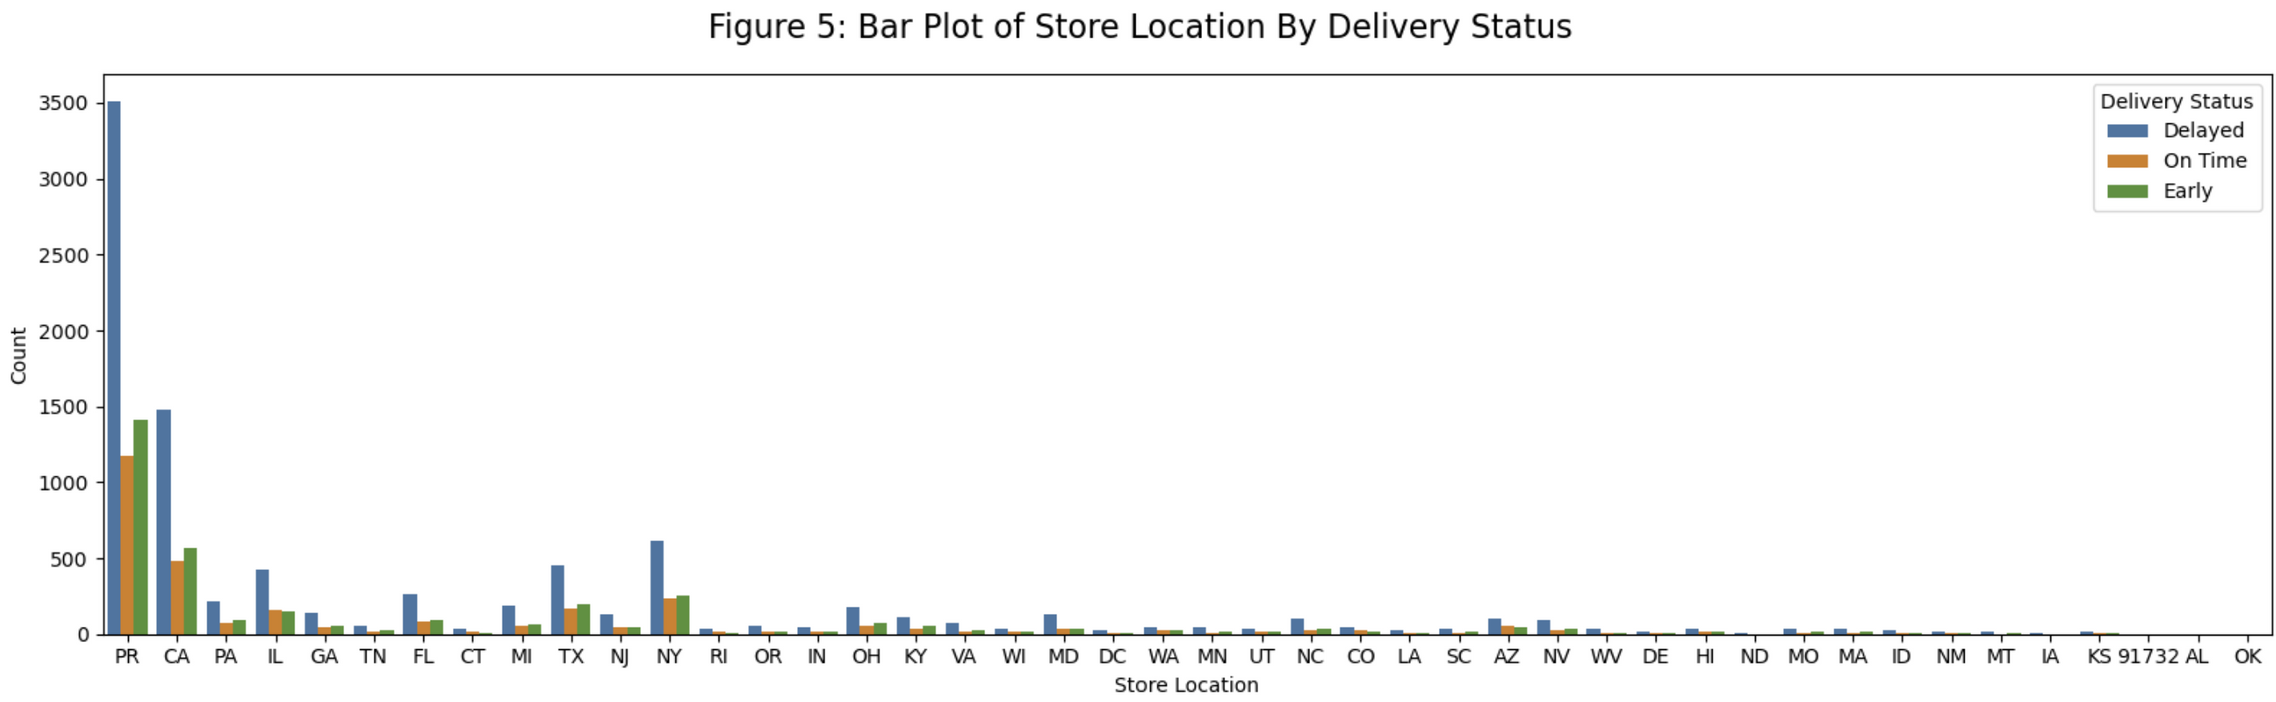 Figure 5: Bar Plot of Store Location By Delivery Status
Delivery Status
Delayed
On Time
Early
3500
3000
2500
2000
1500
1000
500
0
Count
PR CA PA IL GA TN FL CT MI TX NJ NY RI OR IN OH KY VA WI MD DC WA MN UT NC CO LA SC AZ NV WV DE HI ND MO MA ID NM MT IA KS 91732 AL OK
Store Location